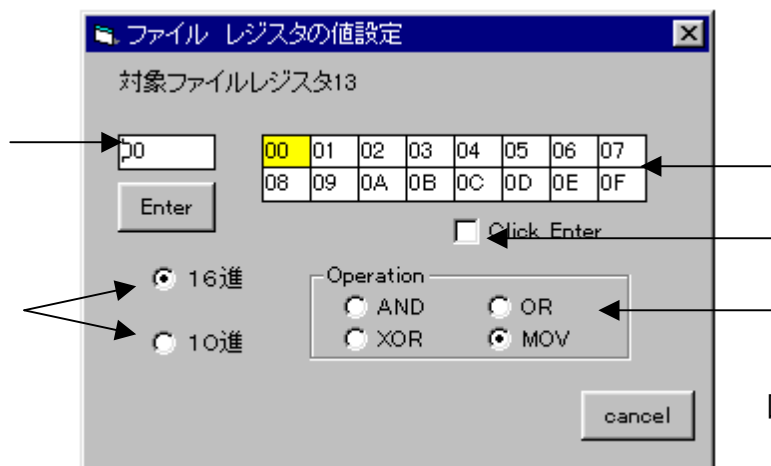 ファイル レジスタの値設定
対象ファイルレジスタ13
00
00 01 02 03 04 05 06 07
08 09 0A 0B 0C 0D 0E 0F
Enter
Click Enter
16進
10進
Operation
AND OR
XOR MOV
cancel